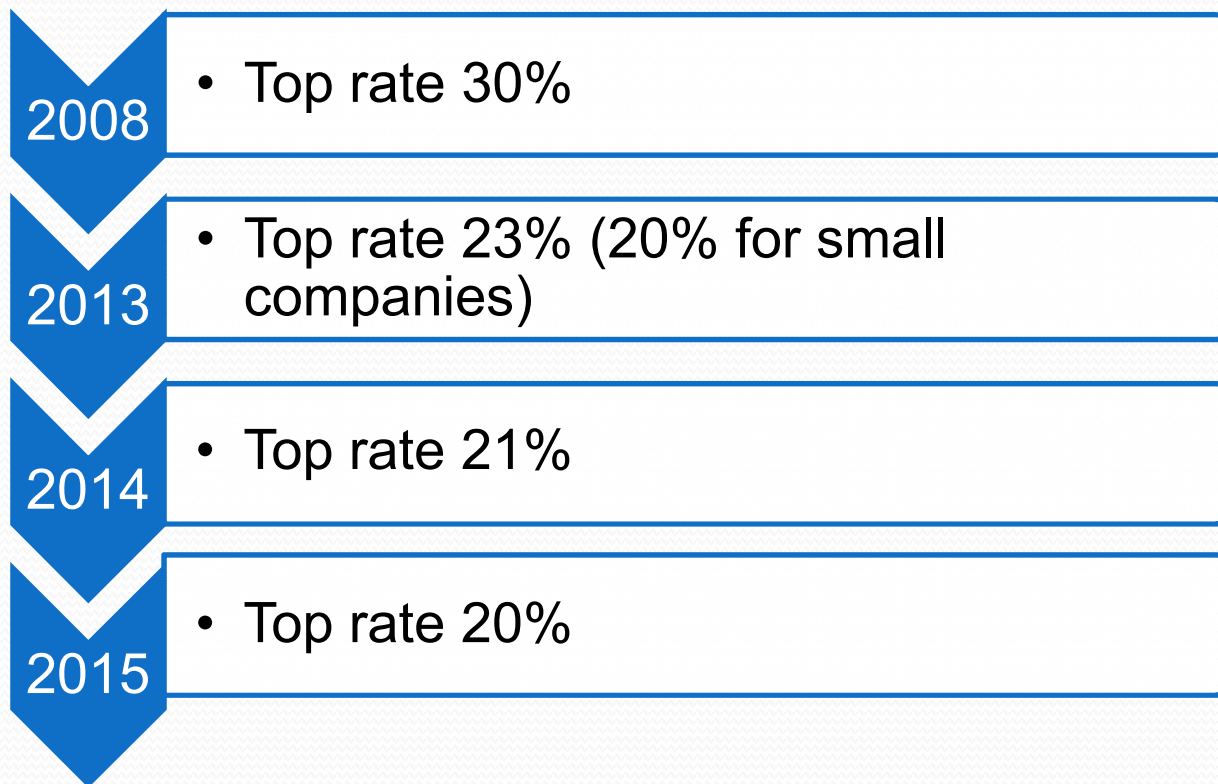 2008
• Top rate 30%
2013
• Top rate 23% (20% for small
companies)
2014
• Top rate 21%
2015
• Top rate 20%